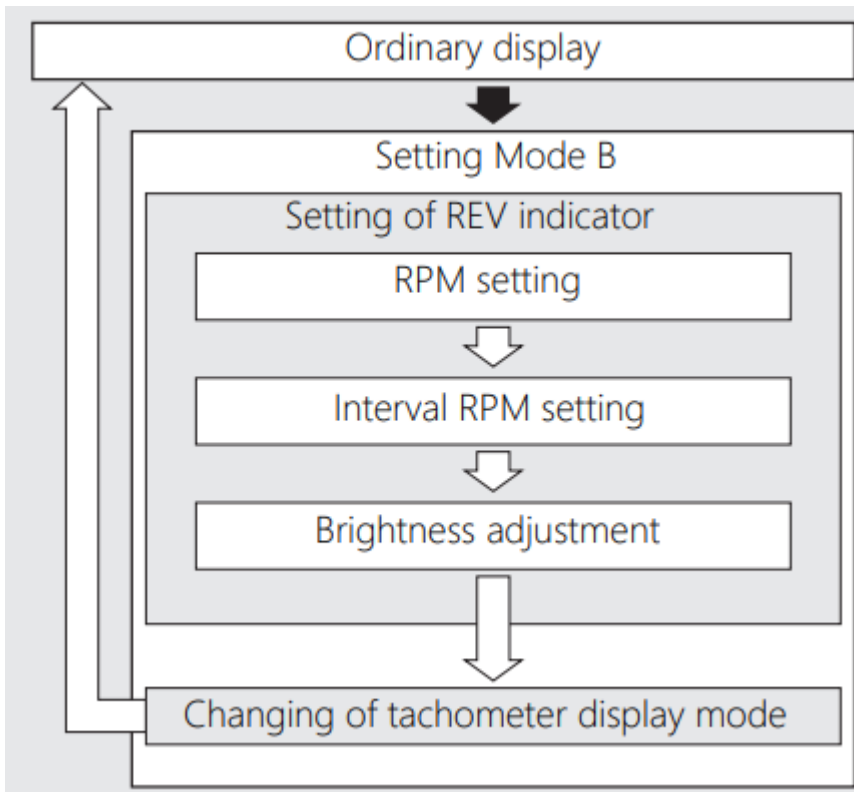 Ordinary display
Setting Mode B
Setting of REV indicator
RPM setting
Interval RPM setting
Brightness adjustment
Changing of tachometer display mode